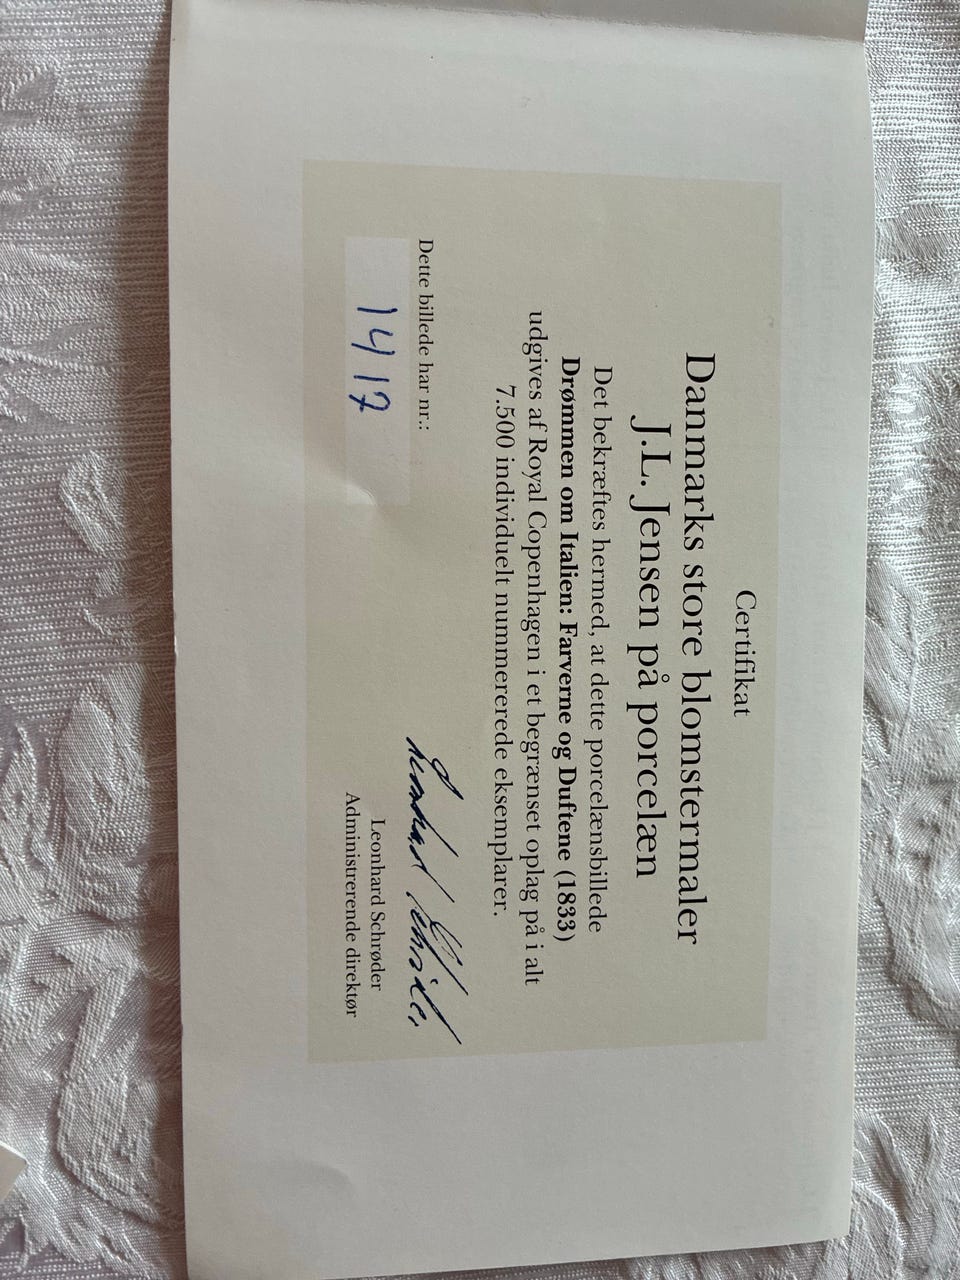 Certifikat
Danmarks store blomstermaler
J.L. Jensen på porcelæn
Det bekræftes hermed, at dette porcelænsbillede
Drømmen om Italien: Farverne og Duftene (1833)
udgives af Royal Copenhagen i et begrænset oplag på i alt
7.500 individuelt nummererede eksemplarer.
Dette billede har nr.:
1417
Leonhard Schrøder
Administrerende direktør